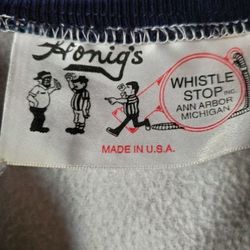 Honig's
WHISTLE
STOP INC.
ANN ARBOR
MICHIGAN
MADE IN U.S.A.